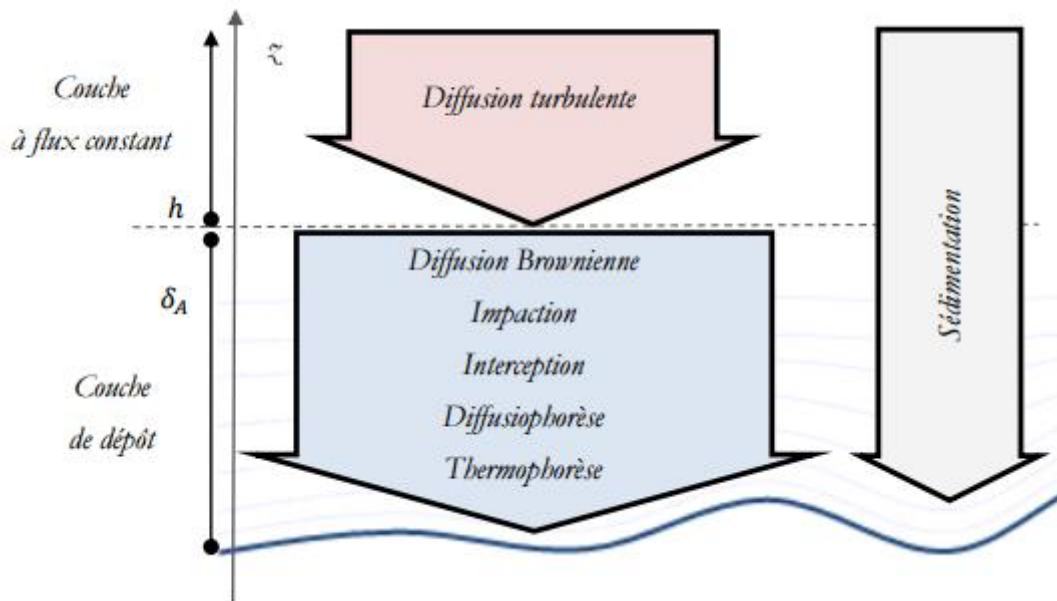 z
Couche
à flux constant
Diffusion turbulente
h
Diffusion Brownienne
Impaction
Interception
Diffusiophorèse
Thermophorèse
δ_A
Couche
de dépôt
Sédimentation